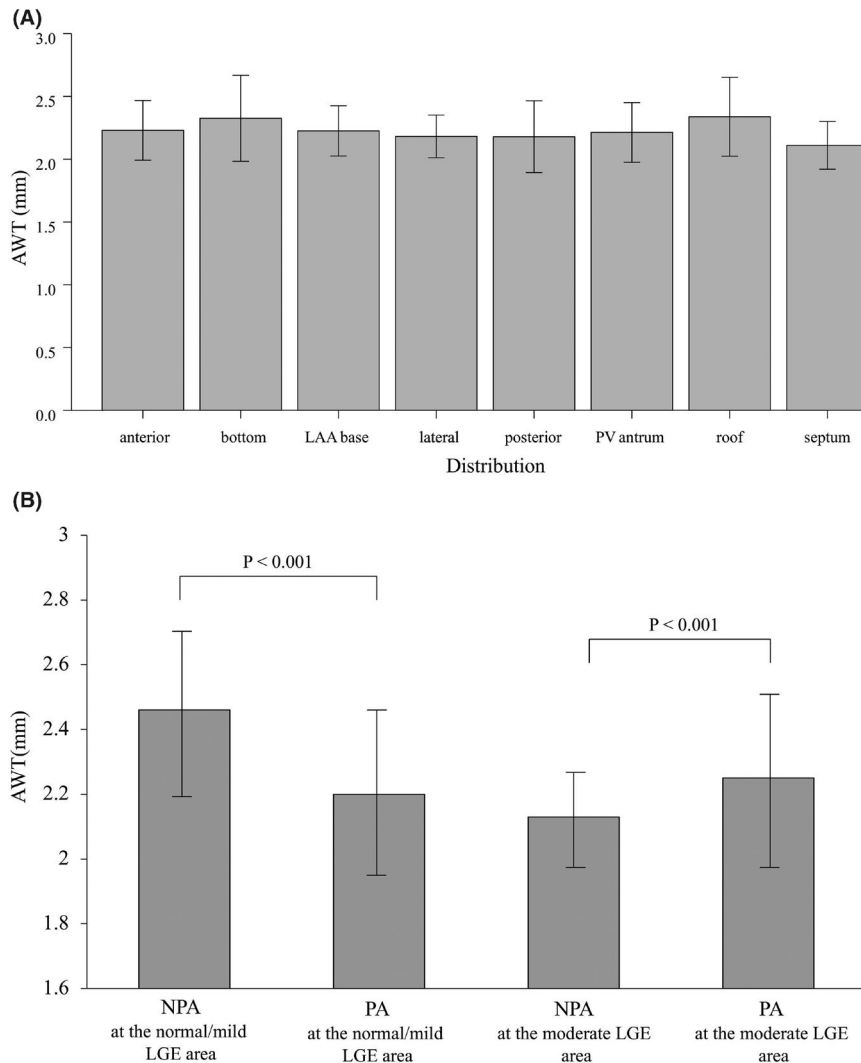 (A)
3.0
2.5
2.0
1.5
1.0
0.5
0.0
AWT (mm)
anterior bottom LAA base lateral posterior PV antrum roof septum
Distribution
(B)
3
2.8
2.6
2.4
2.2
2
1.8
1.6
AWT(mm)
P < 0.001
P < 0.001
NPA PA NPA PA
at the normal/mild at the normal/mild at the moderate LGE at the moderate LGE
LGE area LGE area area area